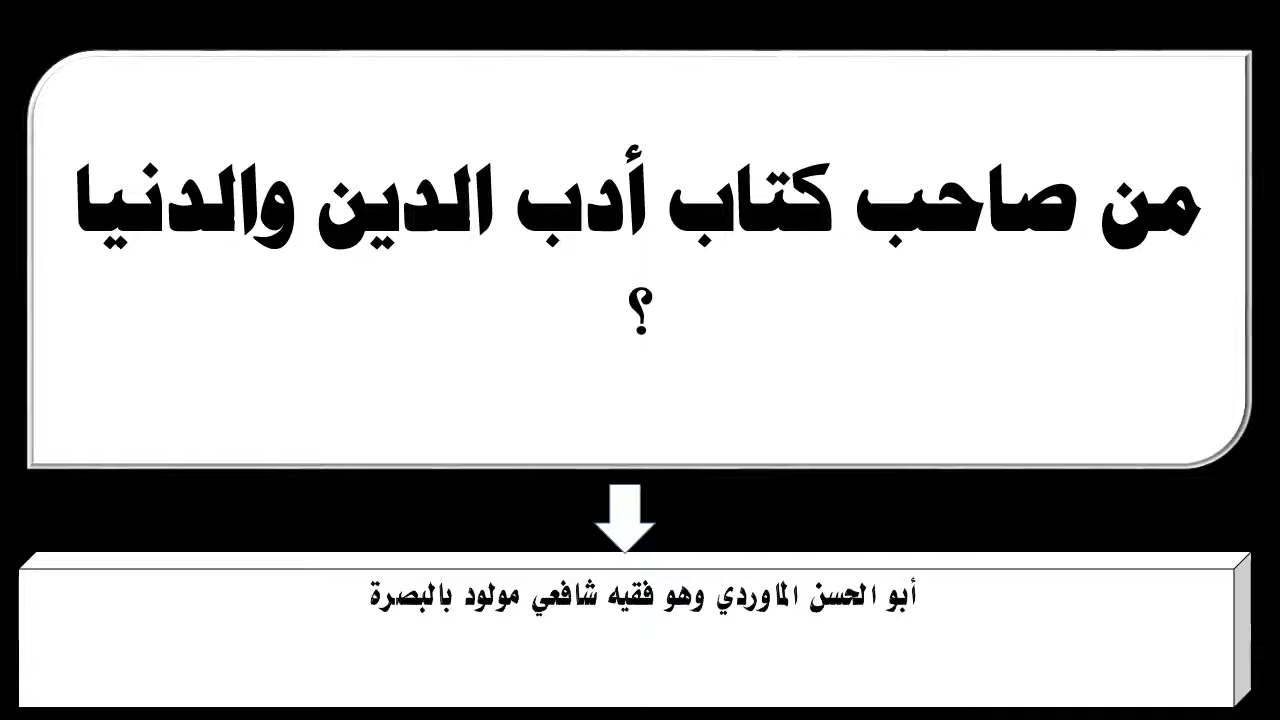 من صاحب كتاب أدب الدين والدنيا
؟
أبو الحسن الماوردي وهو فقيه شافعي مولود بالبصرة